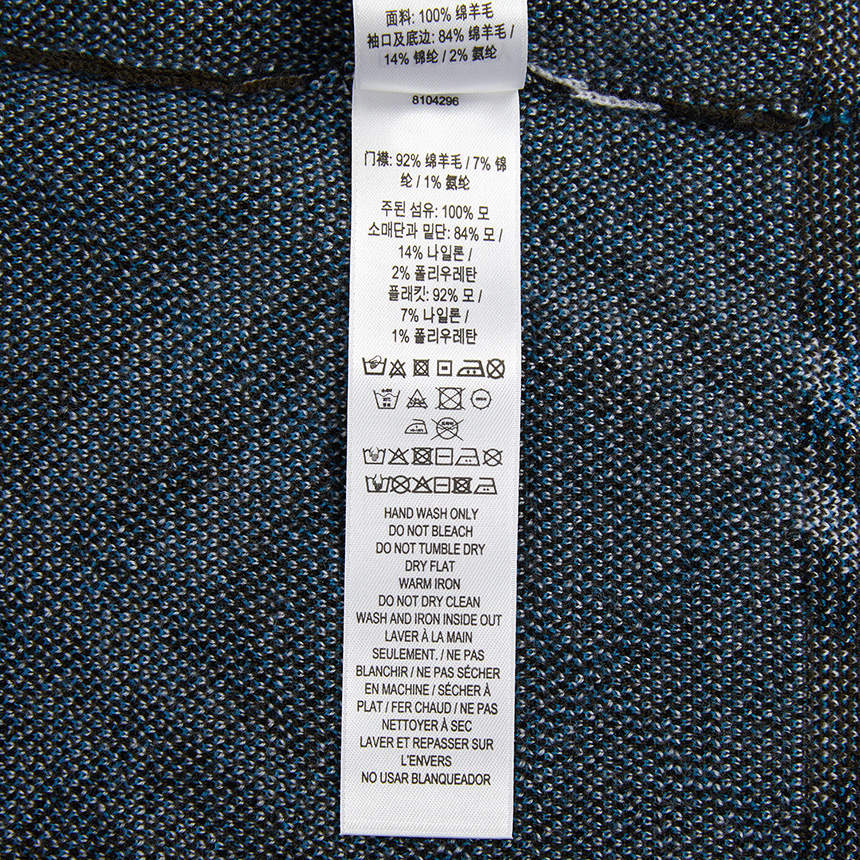 面料: 100% 绵羊毛
袖口及底边: 84% 绵羊毛 /
14% 锦纶 / 2% 氨纶
8104296
门襟: 92% 绵羊毛 / 7% 锦
纶 / 1% 氨纶
주된 섬유: 100% 모
소매단과 밑단: 84% 모 /
14% 나일론 /
2% 폴리우레탄
플래킷: 92% 모 /
7% 나일론 /
1% 폴리우레탄
HAND WASH ONLY
DO NOT BLEACH
DO NOT TUMBLE DRY
DRY FLAT
WARM IRON
DO NOT DRY CLEAN
WASH AND IRON INSIDE OUT
LAVER À LA MAIN
SEULEMENT. / NE PAS
BLANCHIR / NE PAS SÉCHER
EN MACHINE / SÉCHER À
PLAT / FER CHAUD / NE PAS
NETTOYER À SEC
LAVER ET REPASSER SUR
L'ENVERS
NO USAR BLANQUEADOR